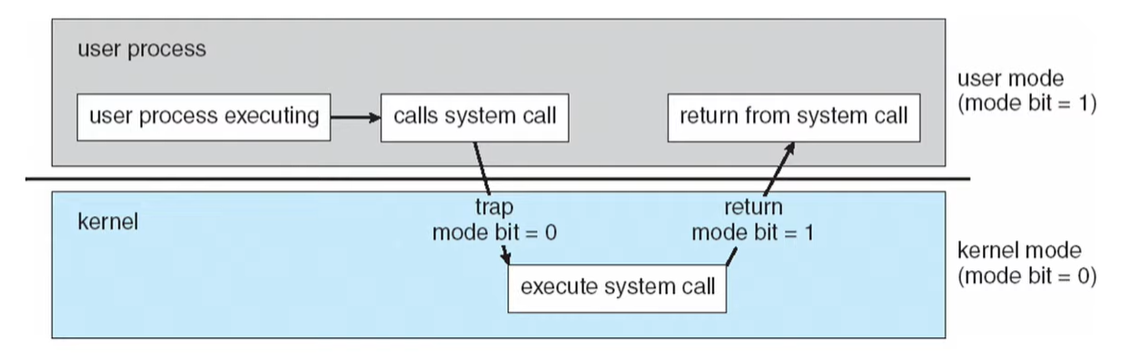 user process
user process executing
calls system call
return from system call
user mode
(mode bit = 1)
kernel
trap
mode bit = 0
return
mode bit = 1
execute system call
kernel mode
(mode bit = 0)